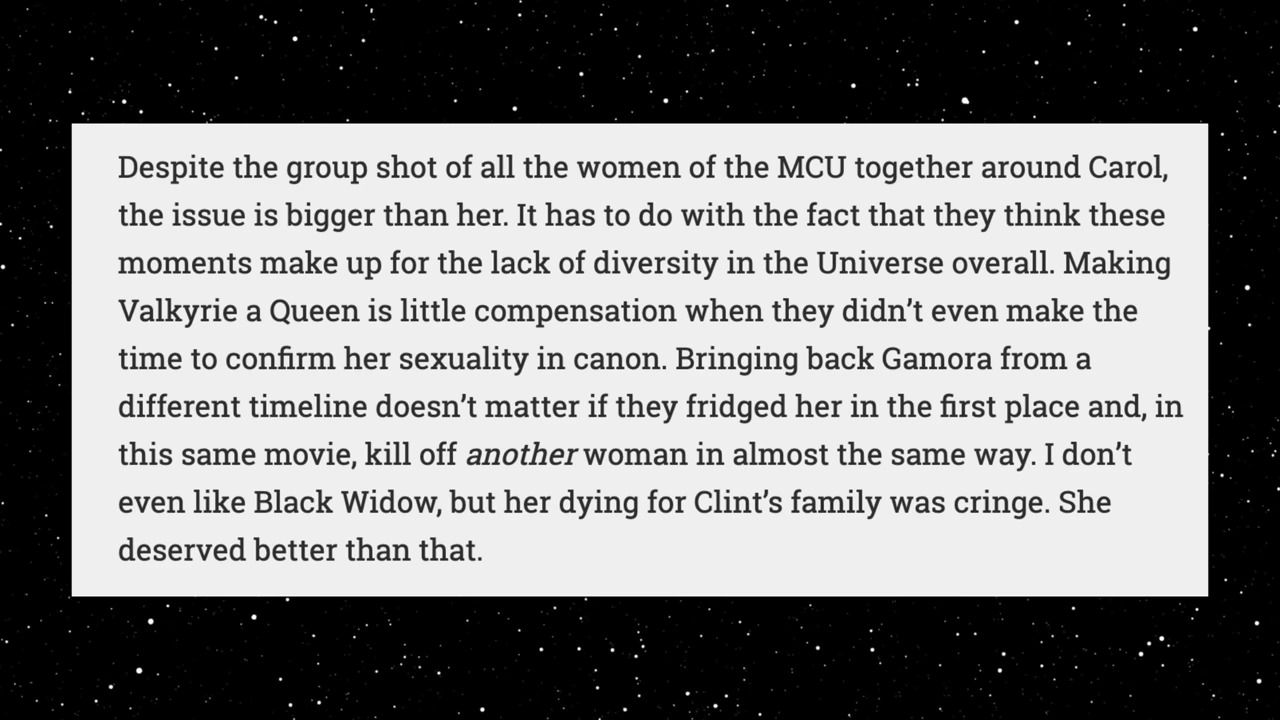 Despite the group shot of all the women of the MCU together around Carol,
the issue is bigger than her. It has to do with the fact that they think these
moments make up for the lack of diversity in the Universe overall. Making
Valkyrie a Queen is little compensation when they didn’t even make the
time to confirm her sexuality in canon. Bringing back Gamora from a
different timeline doesn’t matter if they fridged her in the first place and, in
this same movie, kill off another woman in almost the same way. I don’t
even like Black Widow, but her dying for Clint’s family was cringe. She
deserved better than that.